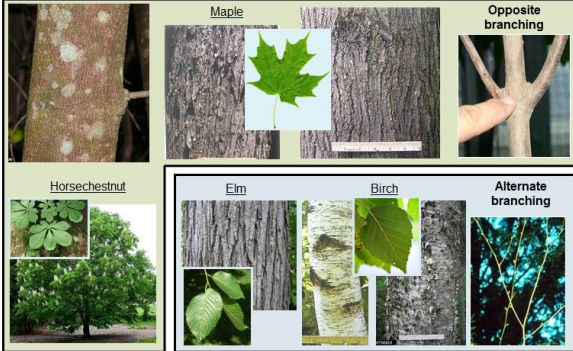 Maple
Opposite
branching
Horsechestnut
Elm
Birch
Alternate
branching